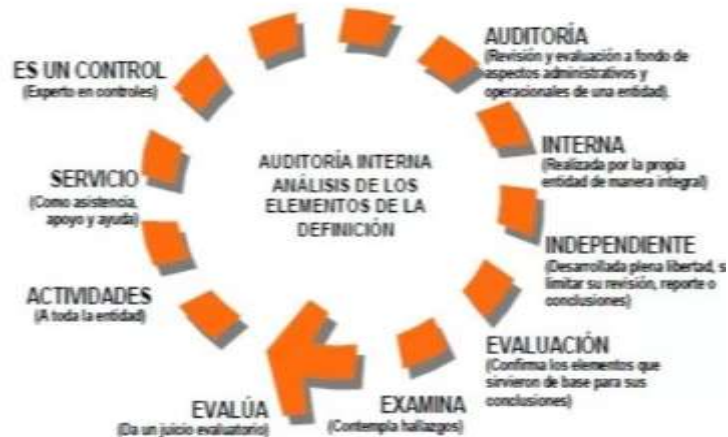 AUDITORÍA
(Revisión y evaluación a fondo de
aspectos administrativos y
operacionales de una entidad).
INTERNA
(Realizada por la propia
entidad de manera integral)
INDEPENDIENTE
(Desarrollada plena libertad, s
limitar su revisión, reporte o
conclusiones)
EVALUACIÓN
(Confirma los elementos que
sirvieron de base para sus
conclusiones)
EXAMINA
(Contempla hallazgos)
EVALÚA
(Da un juicio evaluatorio)
ACTIVIDADES
(A toda la entidad)
SERVICIO
(Como asistencia,
apoyo y ayuda)
ES UN CONTROL
(Experto en controles)
AUDITORÍA INTERNA
ANÁLISIS DE LOS
ELEMENTOS DE LA
DEFINICIÓN